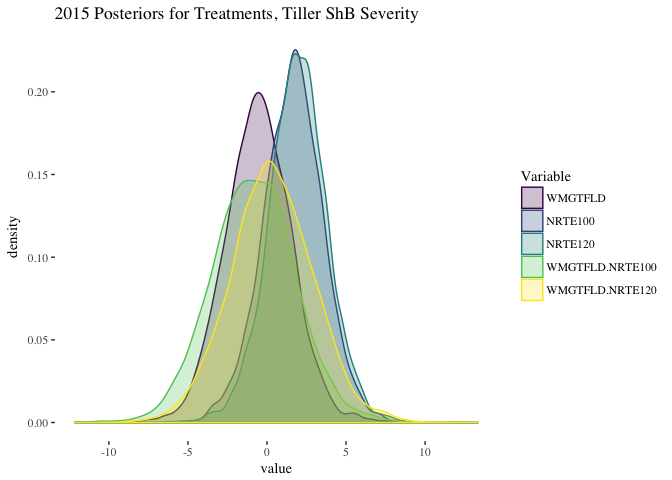 2015 Posteriors for Treatments, Tiller ShB Severity
0.20
0.15
0.10
0.05
0.00
density
-10
-5
0
5
10
value
Variable
WMGTFLD
NRTE100
NRTE120
WMGTFLD.NRTE100
WMGTFLD.NRTE120